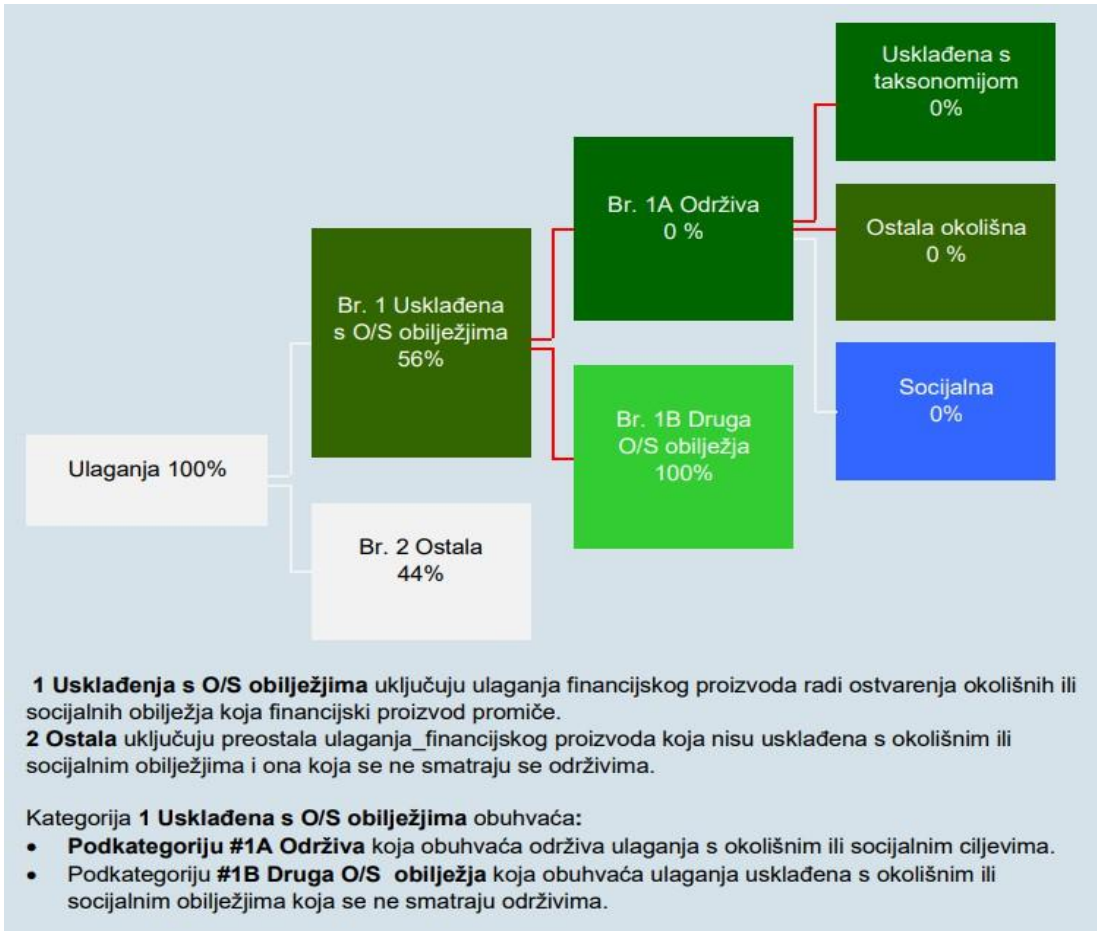 Usklađena s
taksonomijom
0%
Br. 1A Održiva
0 %
Ostala okolišna
0 %
Br. 1 Usklađena
s O/S obilježjima
56%
Socijalna
0%
Br. 1B Druga
O/S obilježja
100%
Ulaganja 100%
Br. 2 Ostala
44%
1 Usklađenja s O/S obilježjima uključuju ulaganja financijskog proizvoda radi ostvarenja okolišnih ili
socijalnih obilježja koja financijski proizvod promiče.
2 Ostala uključuju preostala ulaganja_financijskog proizvoda koja nisu usklađena s okolišnim ili
socijalnim obilježjima i ona koja se ne smatraju se održivima.
Kategorija 1 Usklađena s O/S obilježjima obuhvaća:
• Podkategoriju #1A Održiva koja obuhvaća održiva ulaganja s okolišnim ili socijalnim ciljevima.
• Podkategoriju #1B Druga O/S obilježja koja obuhvaća ulaganja usklađena s okolišnim ili
socijalnim obilježjima koja se ne smatraju održivima.